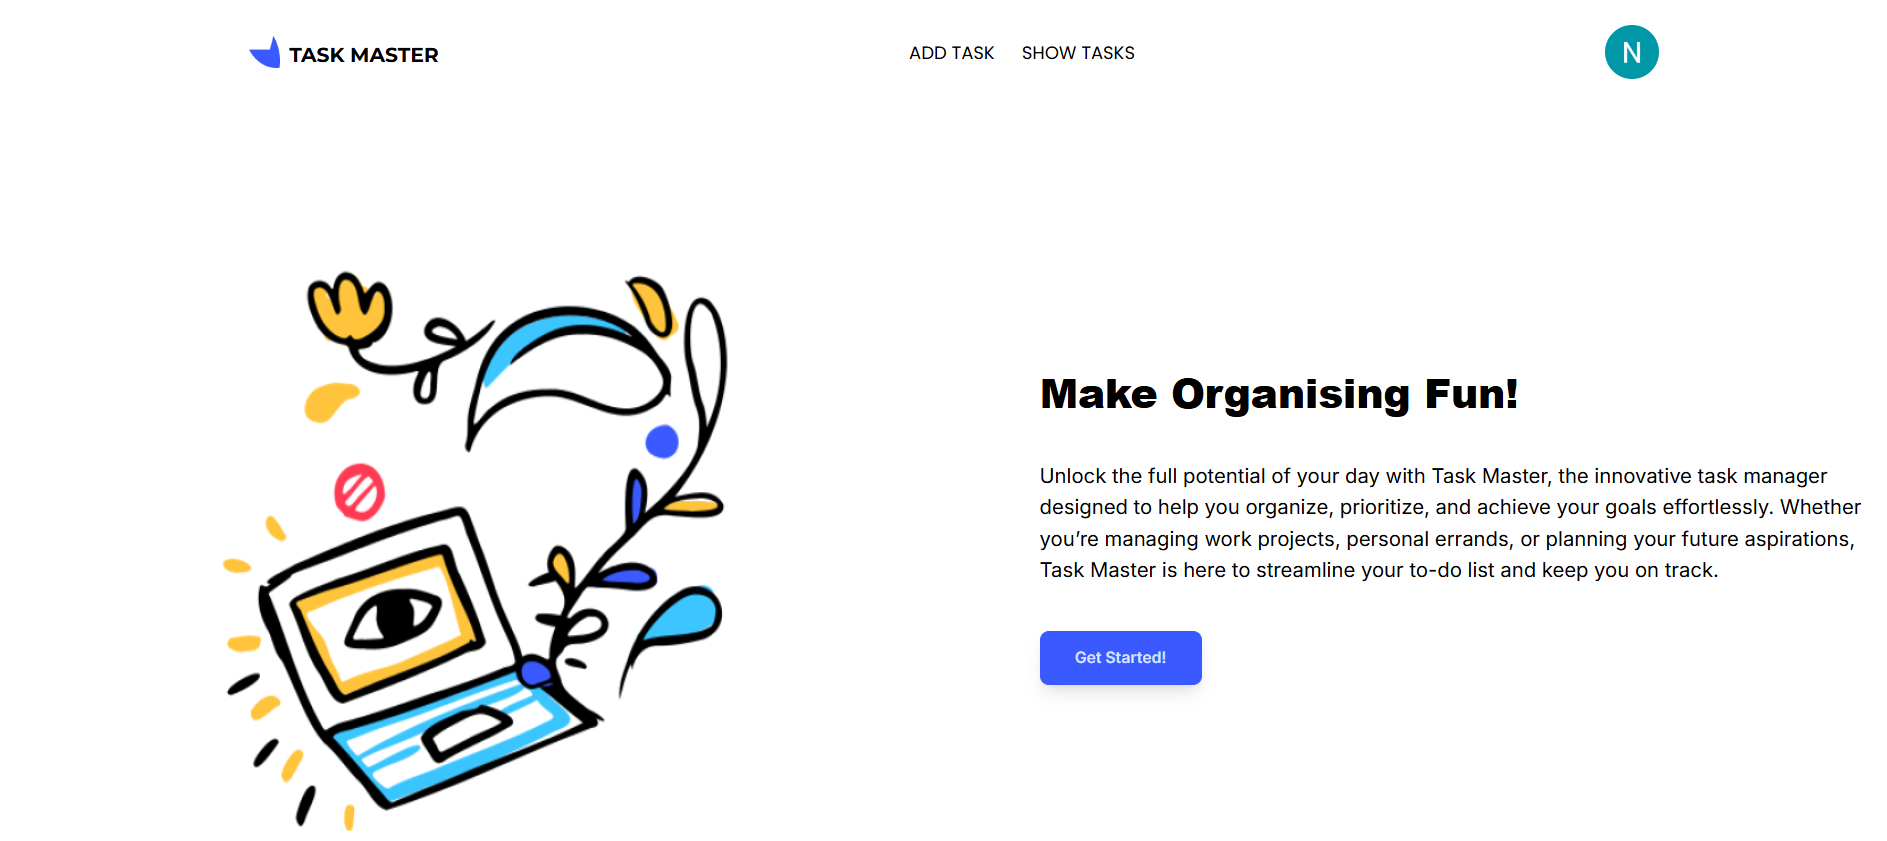 TASK MASTER
ADD TASK
SHOW TASKS
N
Make Organising Fun!
Unlock the full potential of your day with Task Master, the innovative task manager
designed to help you organize, prioritize, and achieve your goals effortlessly. Whether
you’re managing work projects, personal errands, or planning your future aspirations,
Task Master is here to streamline your to-do list and keep you on track.
Get Started!